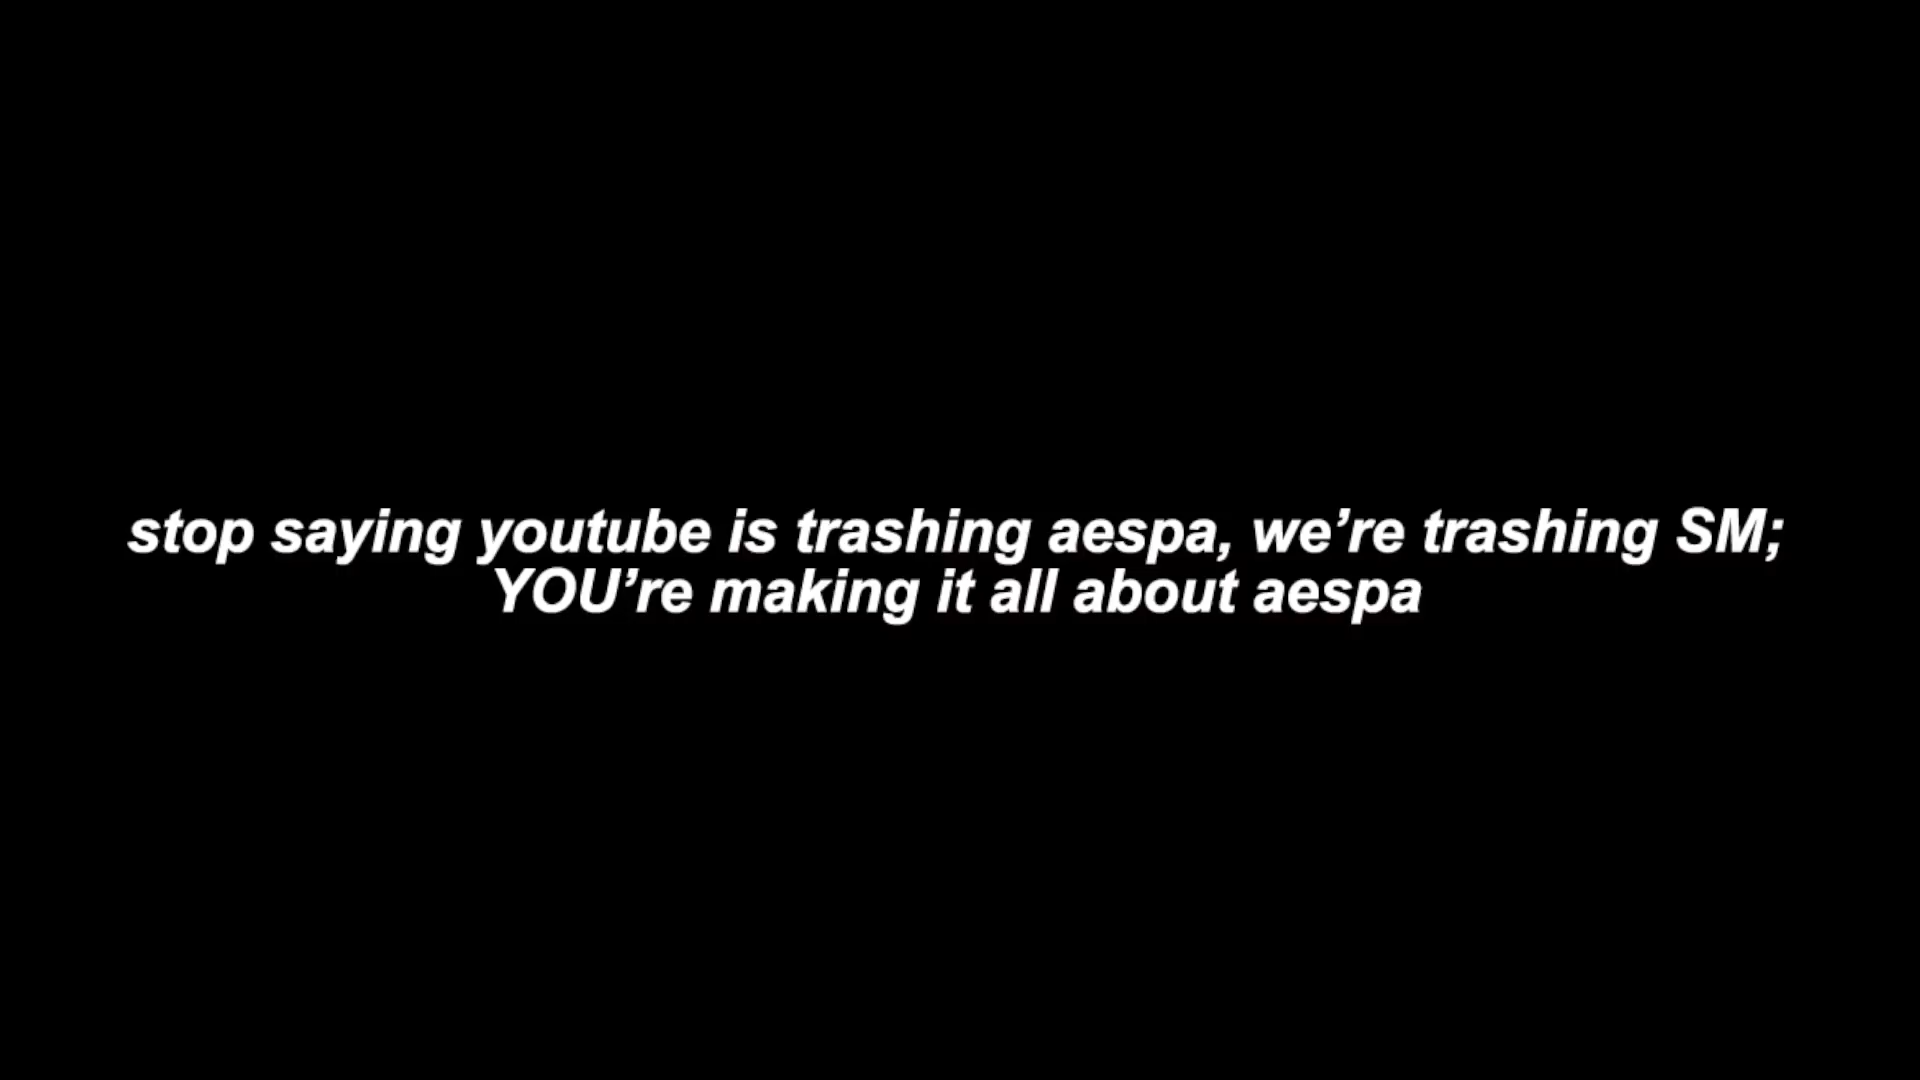 stop saying youtube is trashing aespa, we’re trashing SM;
YOU’re making it all about aespa